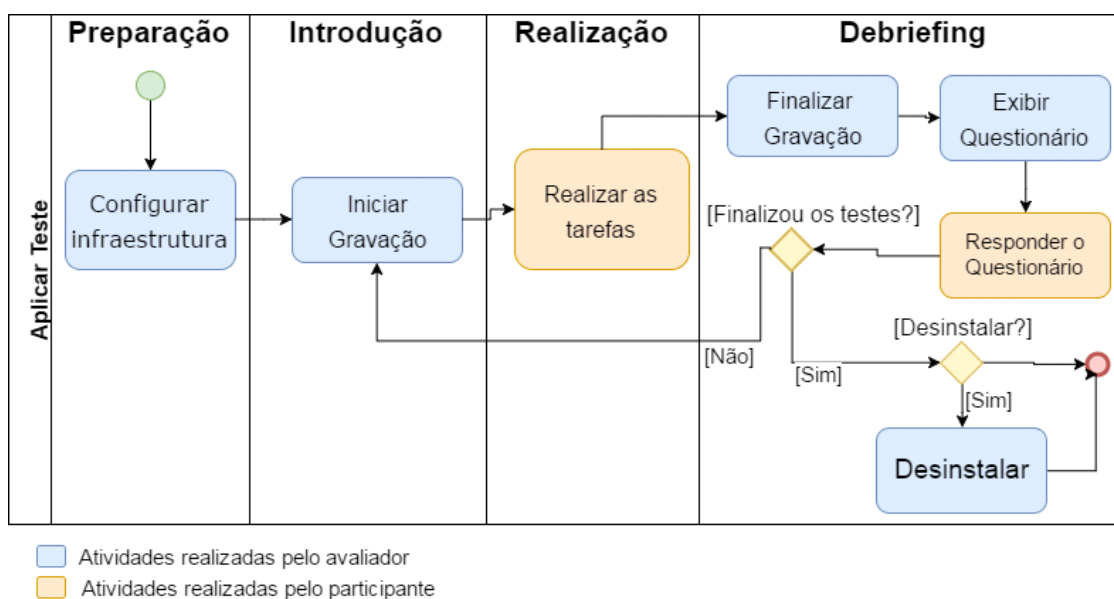 Preparação
Introdução
Realização
Debriefing
Aplicar Teste
Configurar
infraestrutura
Iniciar
Gravação
Realizar as
tarefas
Finalizar
Gravação
Exibir
Questionário
[Finalizou os testes?]
Responder o
Questionário
[Não]
[Sim]
[Desinstalar?]
[Sim]
Desinstalar
Atividades realizadas pelo avaliador
Atividades realizadas pelo participante